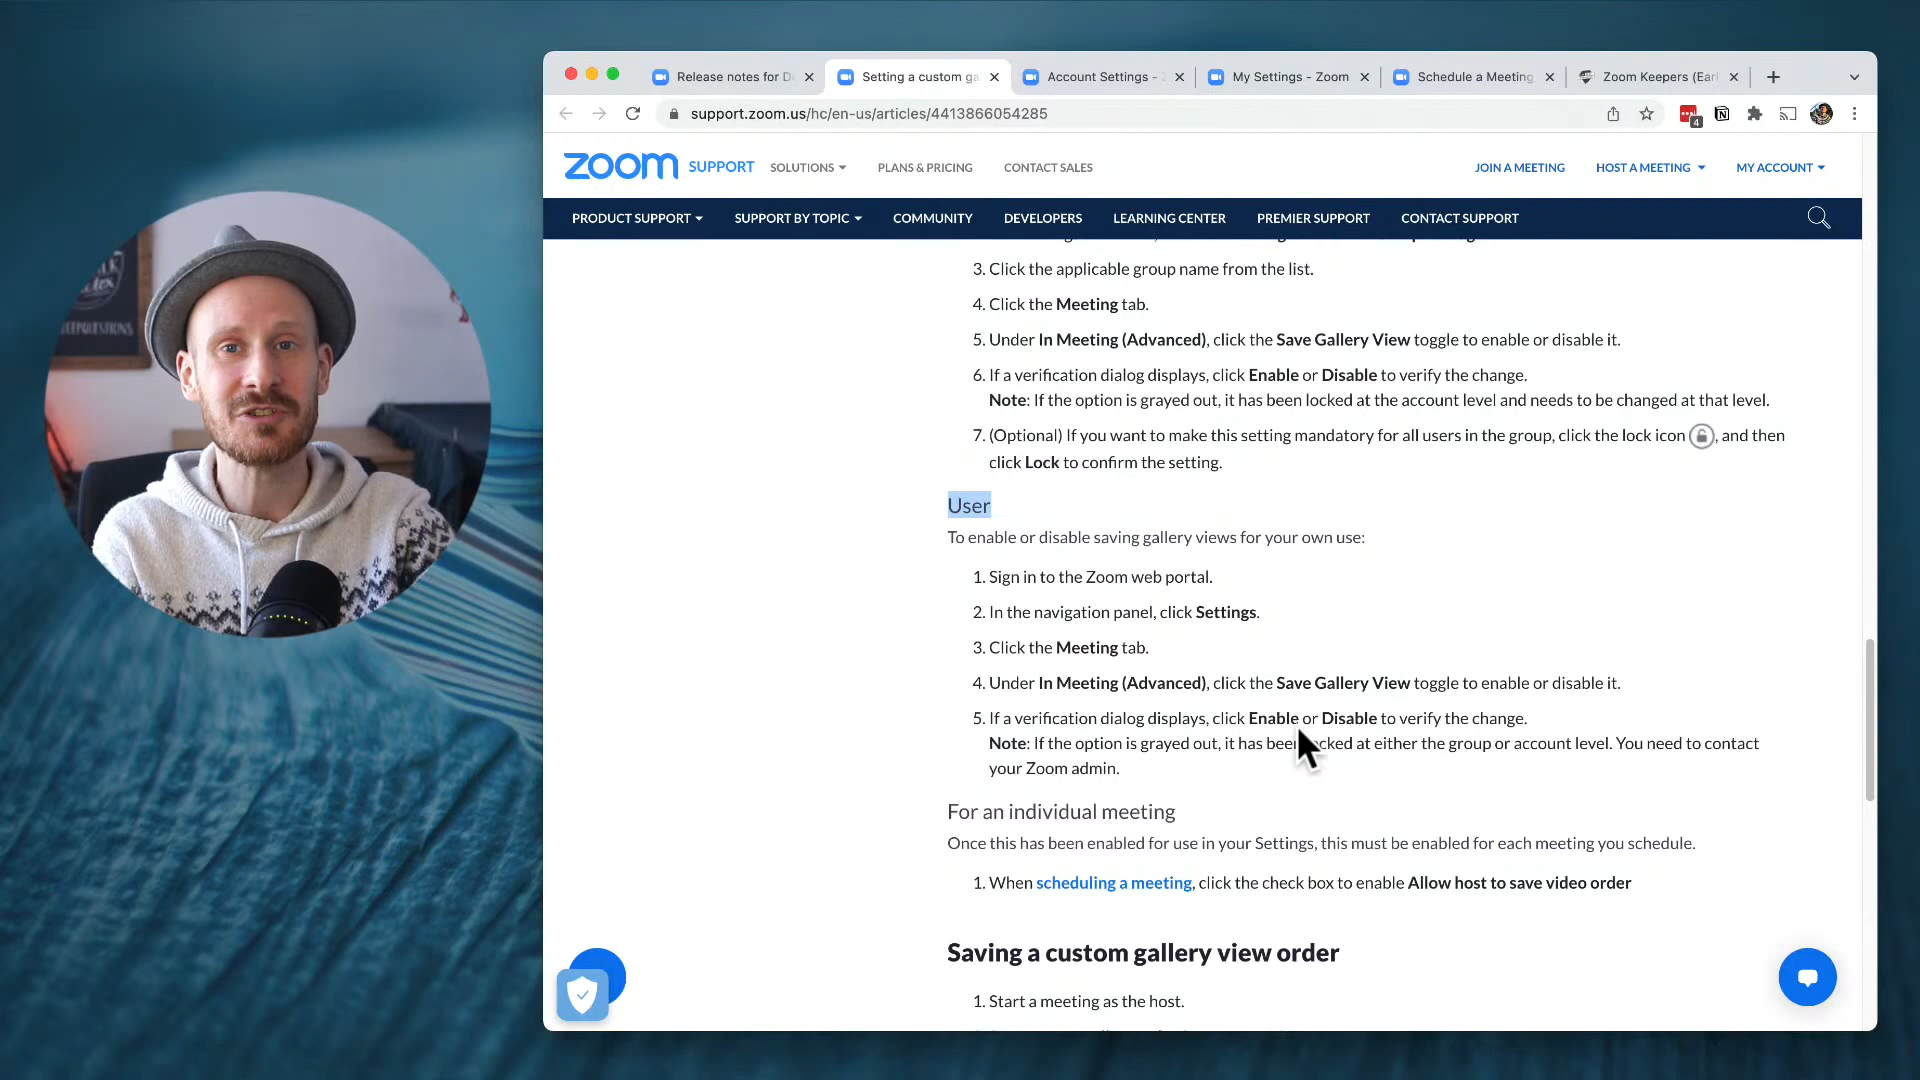 Release notes for D
Setting a custom ga
Account Settings -
My Settings - Zoom
Schedule a Meeting
Zoom Keepers (Earl
support.zoom.us/hc/en-us/articles/4413866054285
4
zoom SUPPORT SOLUTIONS PLANS & PRICING CONTACT SALES JOIN A MEETING HOST A MEETING MY ACCOUNT
PRODUCT SUPPORT SUPPORT BY TOPIC COMMUNITY DEVELOPERS LEARNING CENTER PREMIER SUPPORT CONTACT SUPPORT
3. Click the applicable group name from the list.
4. Click the Meeting tab.
5. Under In Meeting (Advanced), click the Save Gallery View toggle to enable or disable it.
6. If a verification dialog displays, click Enable or Disable to verify the change.
Note: If the option is grayed out, it has been locked at the account level and needs to be changed at that level.
7. (Optional) If you want to make this setting mandatory for all users in the group, click the lock icon , and then
click Lock to confirm the setting.
User
To enable or disable saving gallery views for your own use:
1. Sign in to the Zoom web portal.
2. In the navigation panel, click Settings.
3. Click the Meeting tab.
4. Under In Meeting (Advanced), click the Save Gallery View toggle to enable or disable it.
5. If a verification dialog displays, click Enable or Disable to verify the change.
Note: If the option is grayed out, it has been locked at either the group or account level. You need to contact
your Zoom admin.
For an individual meeting
Once this has been enabled for use in your Settings, this must be enabled for each meeting you schedule.
1. When scheduling a meeting, click the check box to enable Allow host to save video order
Saving a custom gallery view order
1. Start a meeting as the host.